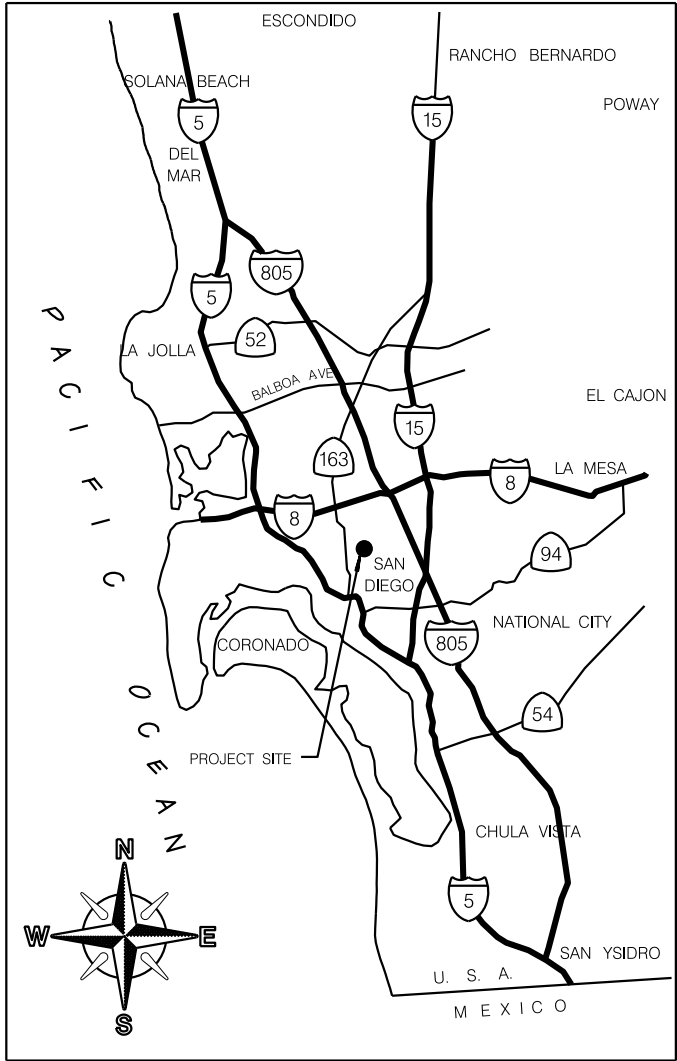 ESCONDIDO
RANCHO BERNARDO
SOLANA BEACH
POWAY
5
15
DEL
MAR
805
5
52
LA JOLLA
BALBOA AVE
EL CAJON
15
163
LA MESA
8
8
94
SAN
DIEGO
NATIONAL CITY
CORONADO
805
54
PROJECT SITE
PACIFIC
OCEAN
CHULA VISTA
5
SAN YSIDRO
U. S. A.
MEXICO
N
W
E
S